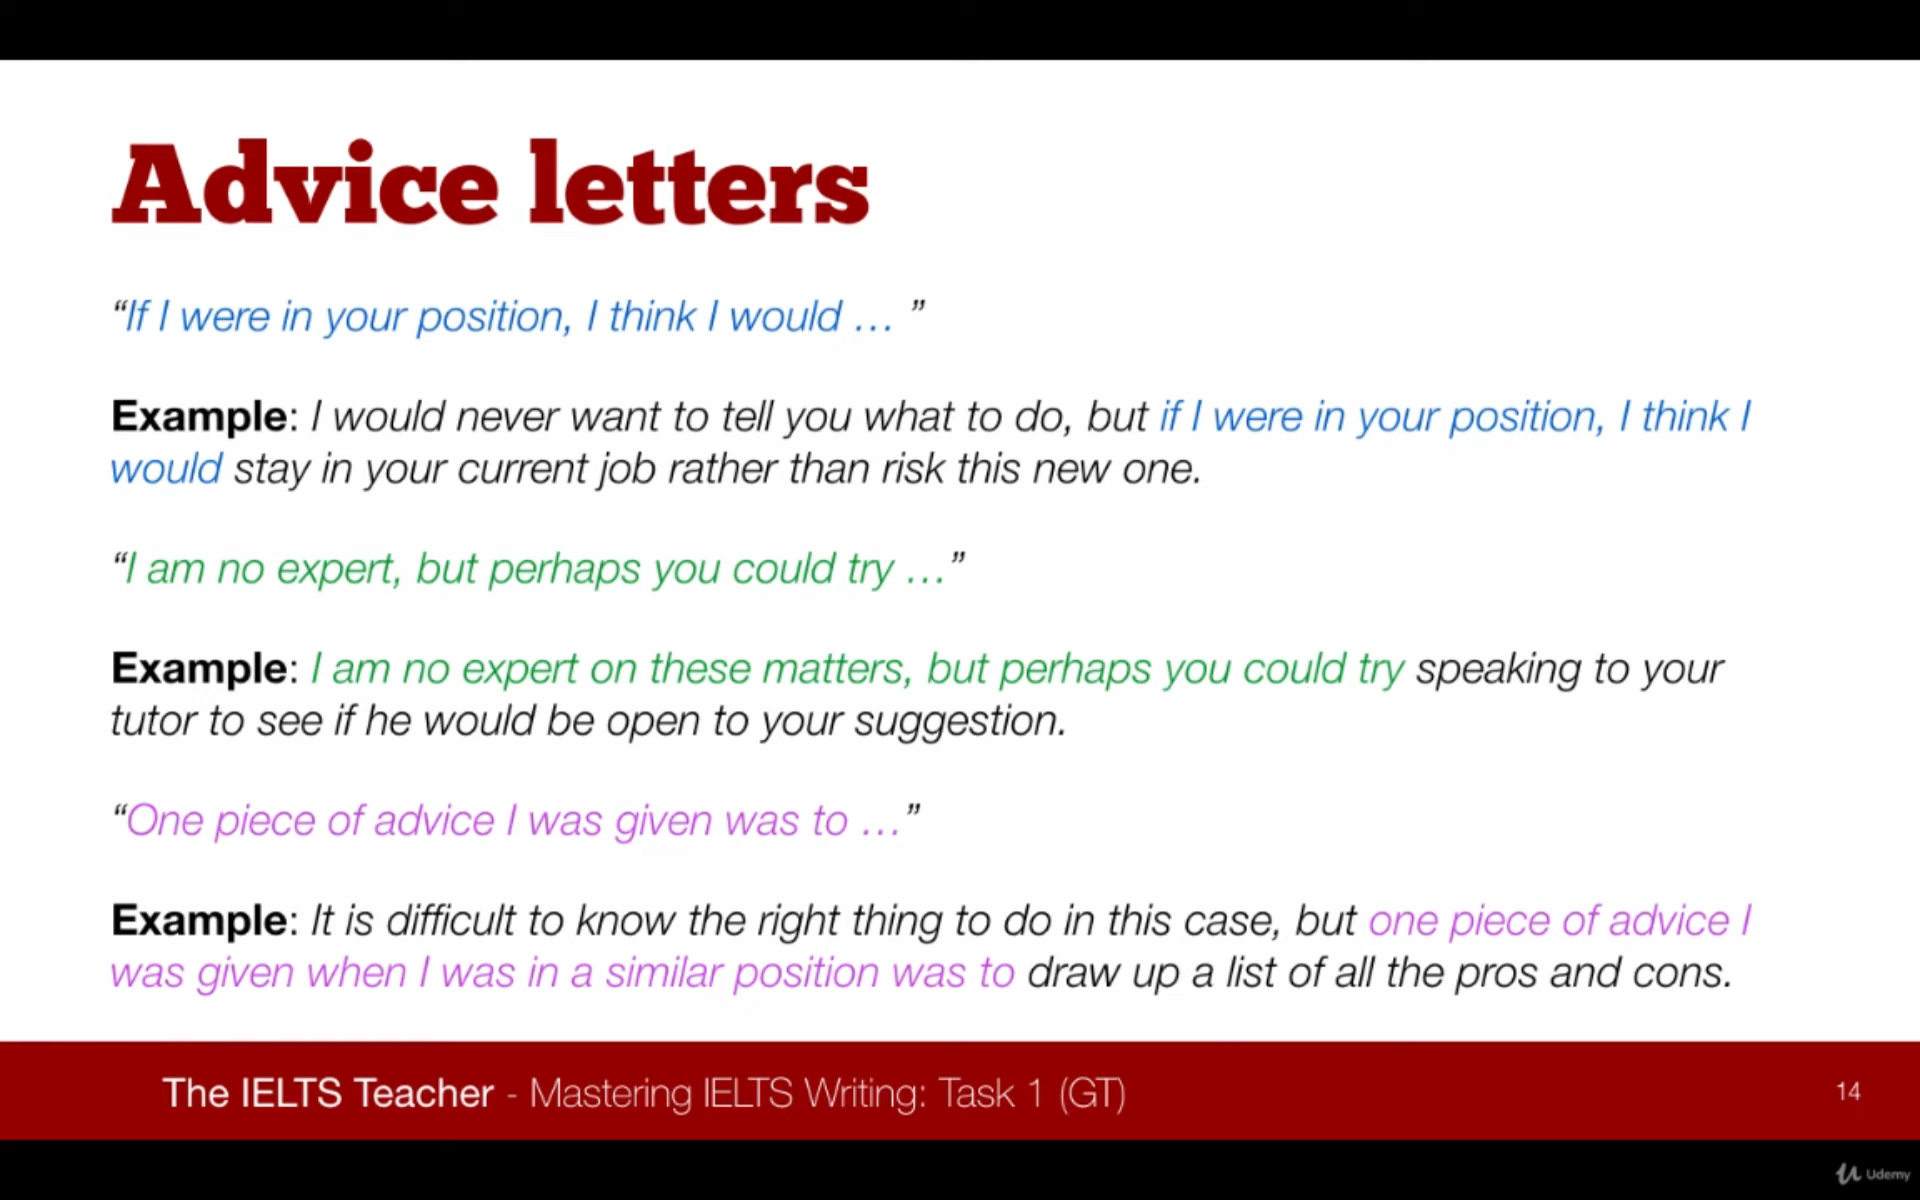 Advice letters
“If I were in your position, I think I would … ”
Example: I would never want to tell you what to do, but if I were in your position, I think I
would stay in your current job rather than risk this new one.
“I am no expert, but perhaps you could try …”
Example: I am no expert on these matters, but perhaps you could try speaking to your
tutor to see if he would be open to your suggestion.
“One piece of advice I was given was to …”
Example: It is difficult to know the right thing to do in this case, but one piece of advice I
was given when I was in a similar position was to draw up a list of all the pros and cons.
The IELTS Teacher - Mastering IELTS Writing: Task 1 (GT)
14
Udemy